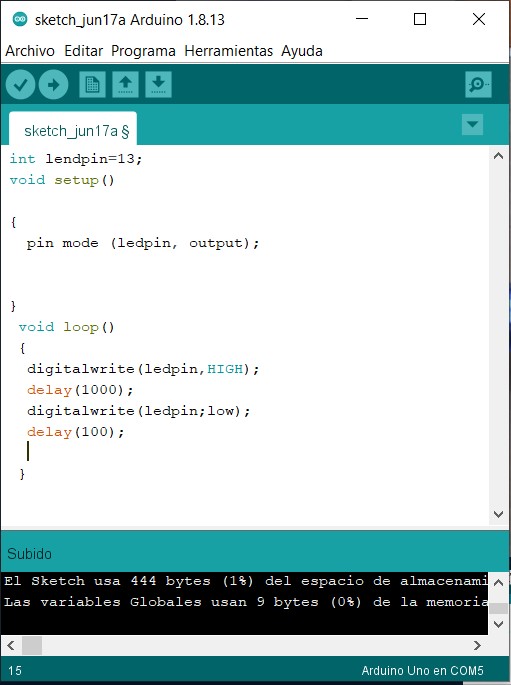 sketch_jun17a Arduino 1.8.13
Archivo Editar Programa Herramientas Ayuda
sketch_jun17a §
int lendpin=13;
void setup()
{
pin mode (ledpin, output);
}
void loop()
{
digitalwrite(ledpin,HIGH);
delay(1000);
digitalwrite(ledpin;low);
delay(100);
}
Subido
El Sketch usa 444 bytes (1%) del espacio de almacenami
Las variables Globales usan 9 bytes (0%) de la memoria
15
Arduino Uno en COM5